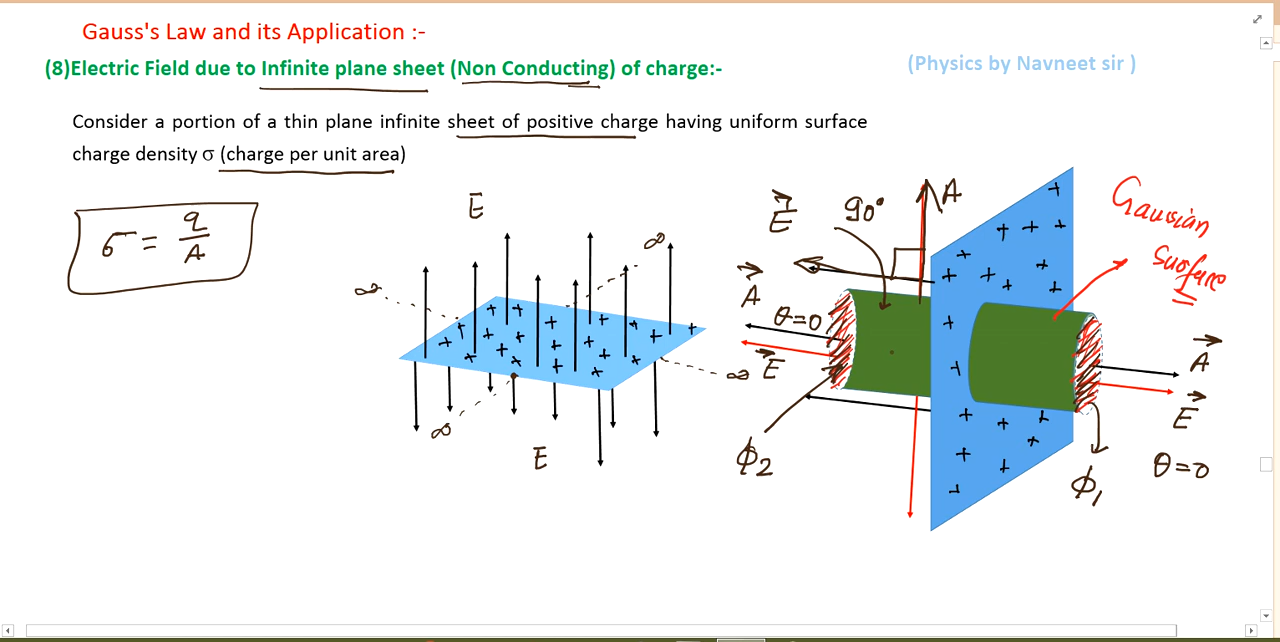 Gauss's Law and its Application :-
(8)Electric Field due to Infinite plane sheet (Non Conducting) of charge:-
(Physics by Navneet sir )
Consider a portion of a thin plane infinite sheet of positive charge having uniform surface
charge density σ (charge per unit area)
σ = q/A
E
∞
∞
∞
∞
E
E⃗
90°
A
Gausian
Surface
A⃗
θ=0
E⃗
A⃗
E⃗
θ=0
ϕ2
ϕ1